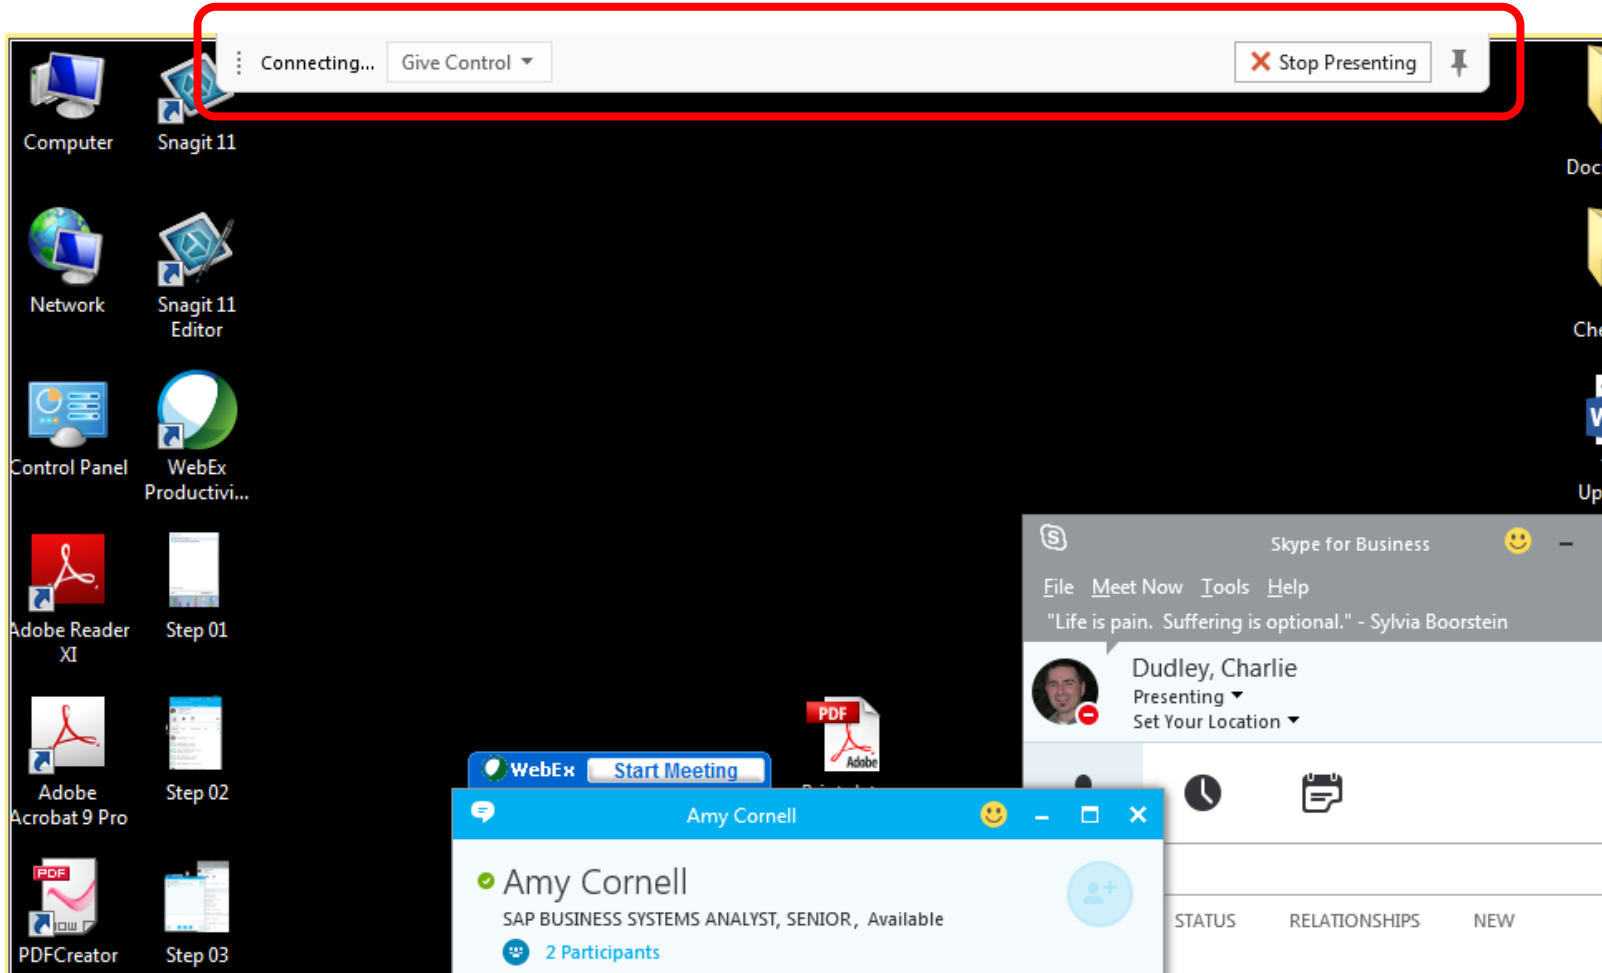 Connecting...
Give Control
Stop Presenting
Computer
Snagit 11
Network
Snagit 11
Editor
Control Panel
WebEx
Productivi...
Adobe Reader
XI
Step 01
Adobe
Acrobat 9 Pro
Step 02
PDF
PDFCreator
Step 03
Doc
Che
W
Up
PDF
Adobe
WebEx
Start Meeting
Skype for Business
File Meet Now Tools Help
"Life is pain. Suffering is optional." - Sylvia Boorstein
Dudley, Charlie
Presenting
Set Your Location
STATUS RELATIONSHIPS NEW
Amy Cornell
Amy Cornell
SAP BUSINESS SYSTEMS ANALYST, SENIOR, Available
2 Participants